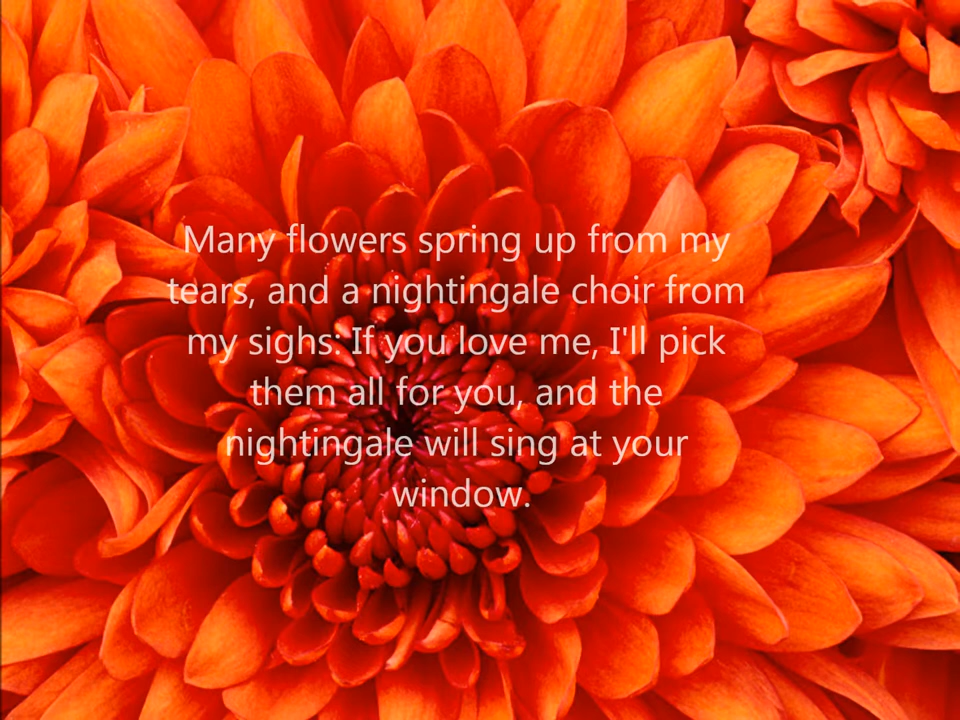 Many flowers spring up from my
tears, and a nightingale choir from
my sighs: If you love me, I'll pick
them all for you, and the
nightingale will sing at your
window.